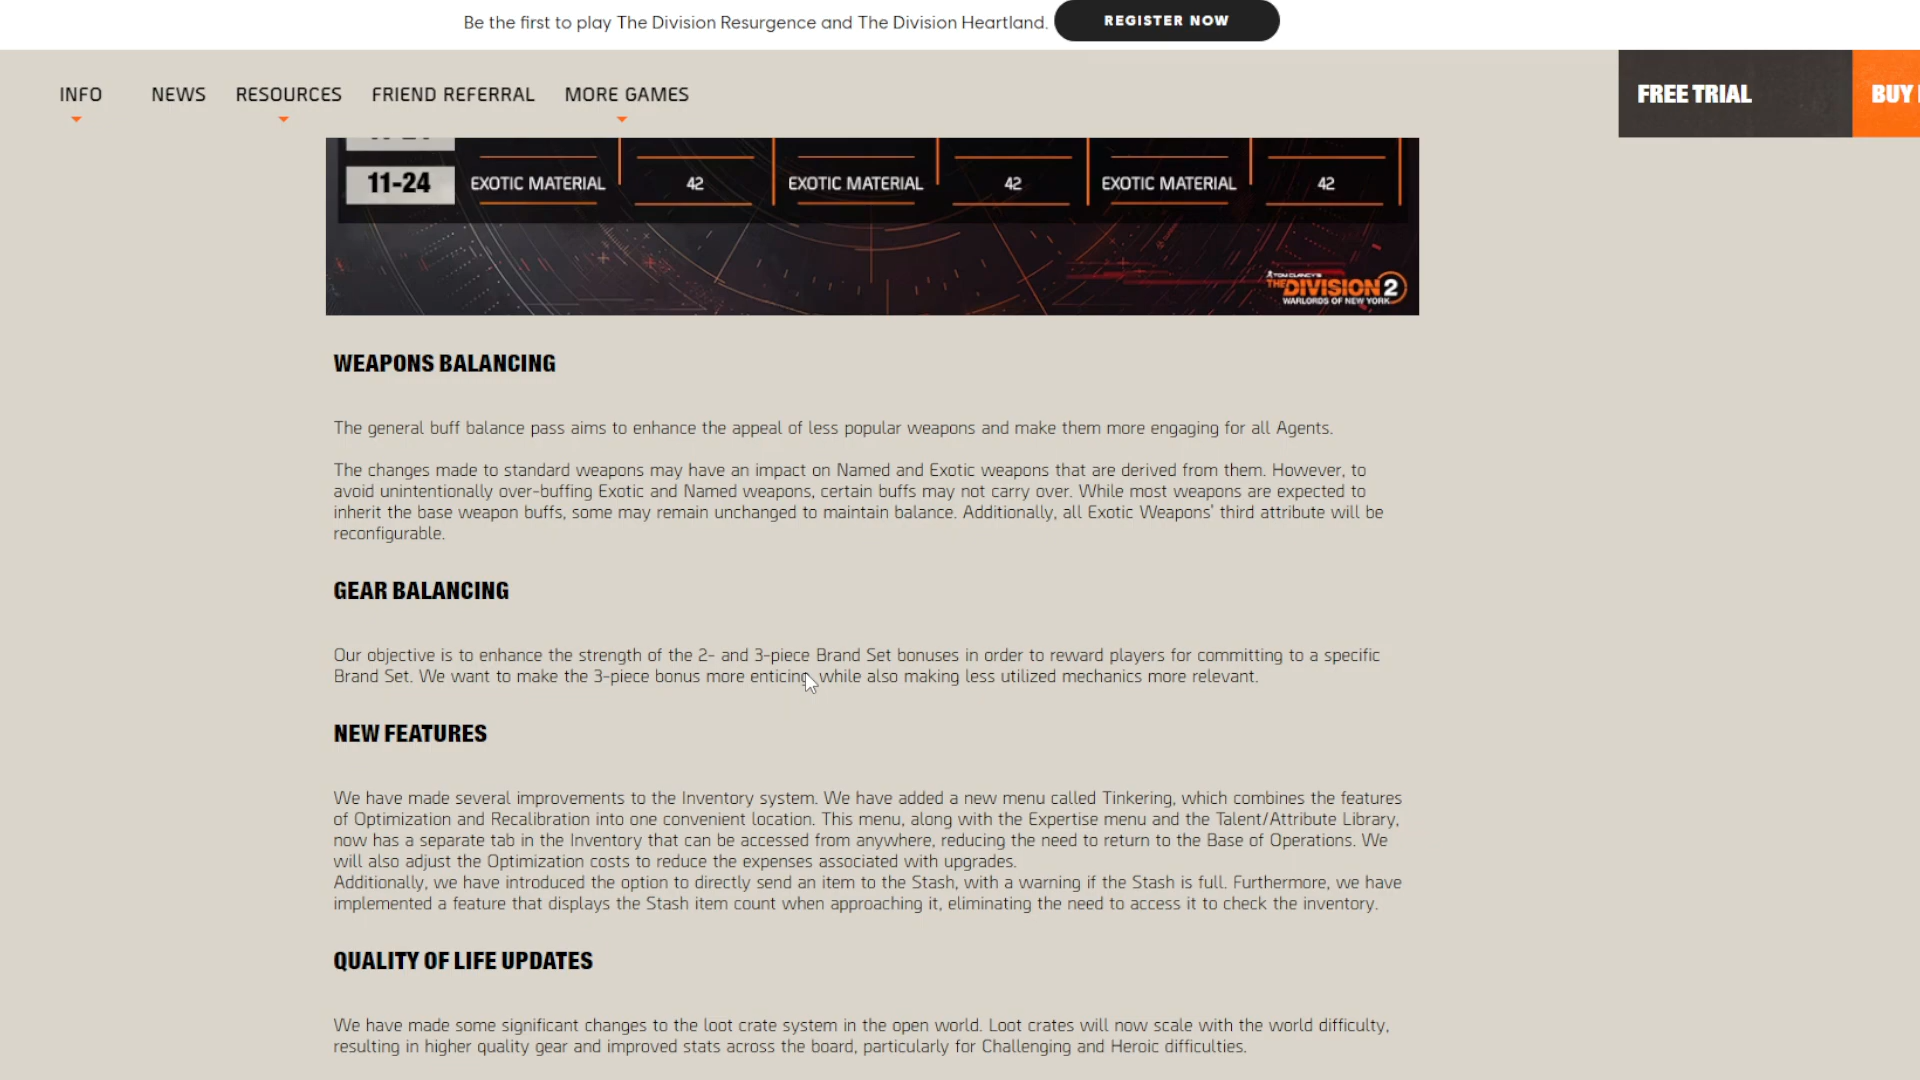 Be the first to play The Division Resurgence and The Division Heartland. REGISTER NOW
INFO NEWS RESOURCES FRIEND REFERRAL MORE GAMES FREE TRIAL BUY
11-24 EXOTIC MATERIAL 42 EXOTIC MATERIAL 42 EXOTIC MATERIAL 42
TOM CLANCY'S
THE DIVISION 2
WARLORDS OF NEW YORK
WEAPONS BALANCING
The general buff balance pass aims to enhance the appeal of less popular weapons and make them more engaging for all Agents.
The changes made to standard weapons may have an impact on Named and Exotic weapons that are derived from them. However, to
avoid unintentionally over-buffing Exotic and Named weapons, certain buffs may not carry over. While most weapons are expected to
inherit the base weapon buffs, some may remain unchanged to maintain balance. Additionally, all Exotic Weapons' third attribute will be
reconfigurable.
GEAR BALANCING
Our objective is to enhance the strength of the 2- and 3-piece Brand Set bonuses in order to reward players for committing to a specific
Brand Set. We want to make the 3-piece bonus more enticing while also making less utilized mechanics more relevant.
NEW FEATURES
We have made several improvements to the Inventory system. We have added a new menu called Tinkering, which combines the features
of Optimization and Recalibration into one convenient location. This menu, along with the Expertise menu and the Talent/Attribute Library,
now has a separate tab in the Inventory that can be accessed from anywhere, reducing the need to return to the Base of Operations. We
will also adjust the Optimization costs to reduce the expenses associated with upgrades.
Additionally, we have introduced the option to directly send an item to the Stash, with a warning if the Stash is full. Furthermore, we have
implemented a feature that displays the Stash item count when approaching it, eliminating the need to access it to check the inventory.
QUALITY OF LIFE UPDATES
We have made some significant changes to the loot crate system in the open world. Loot crates will now scale with the world difficulty,
resulting in higher quality gear and improved stats across the board, particularly for Challenging and Heroic difficulties.